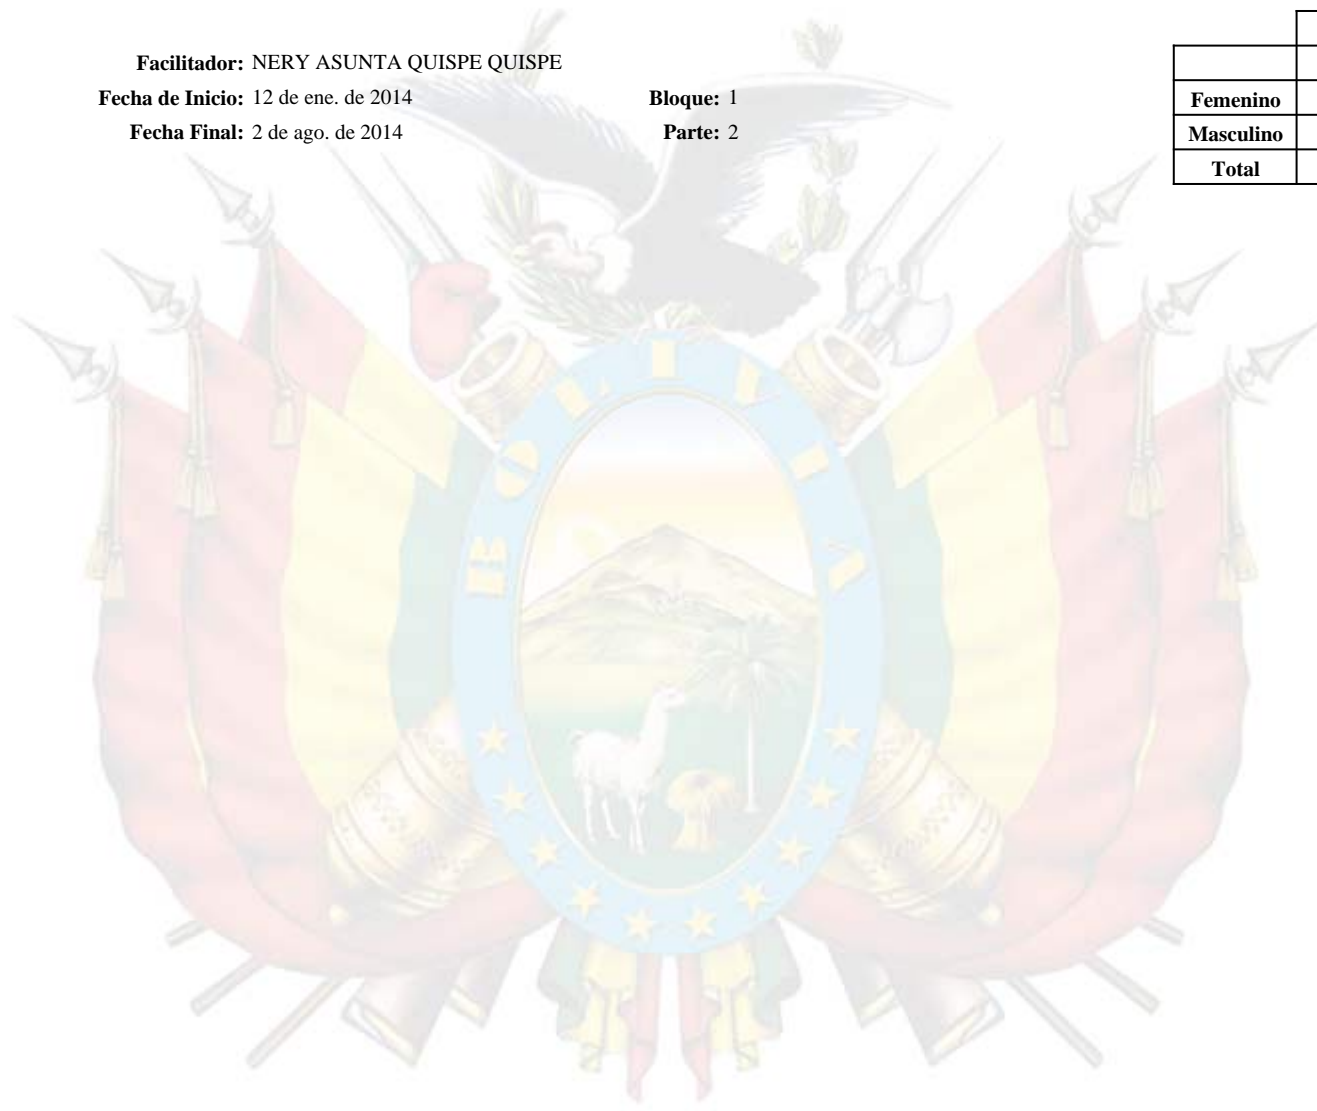 Facilitador: NERY ASUNTA QUISPE QUISPE
Fecha de Inicio: 12 de ene. de 2014 Bloque: 1
Fecha Final: 2 de ago. de 2014 Parte: 2
Femenino
Masculino
Total
BOLIVIA